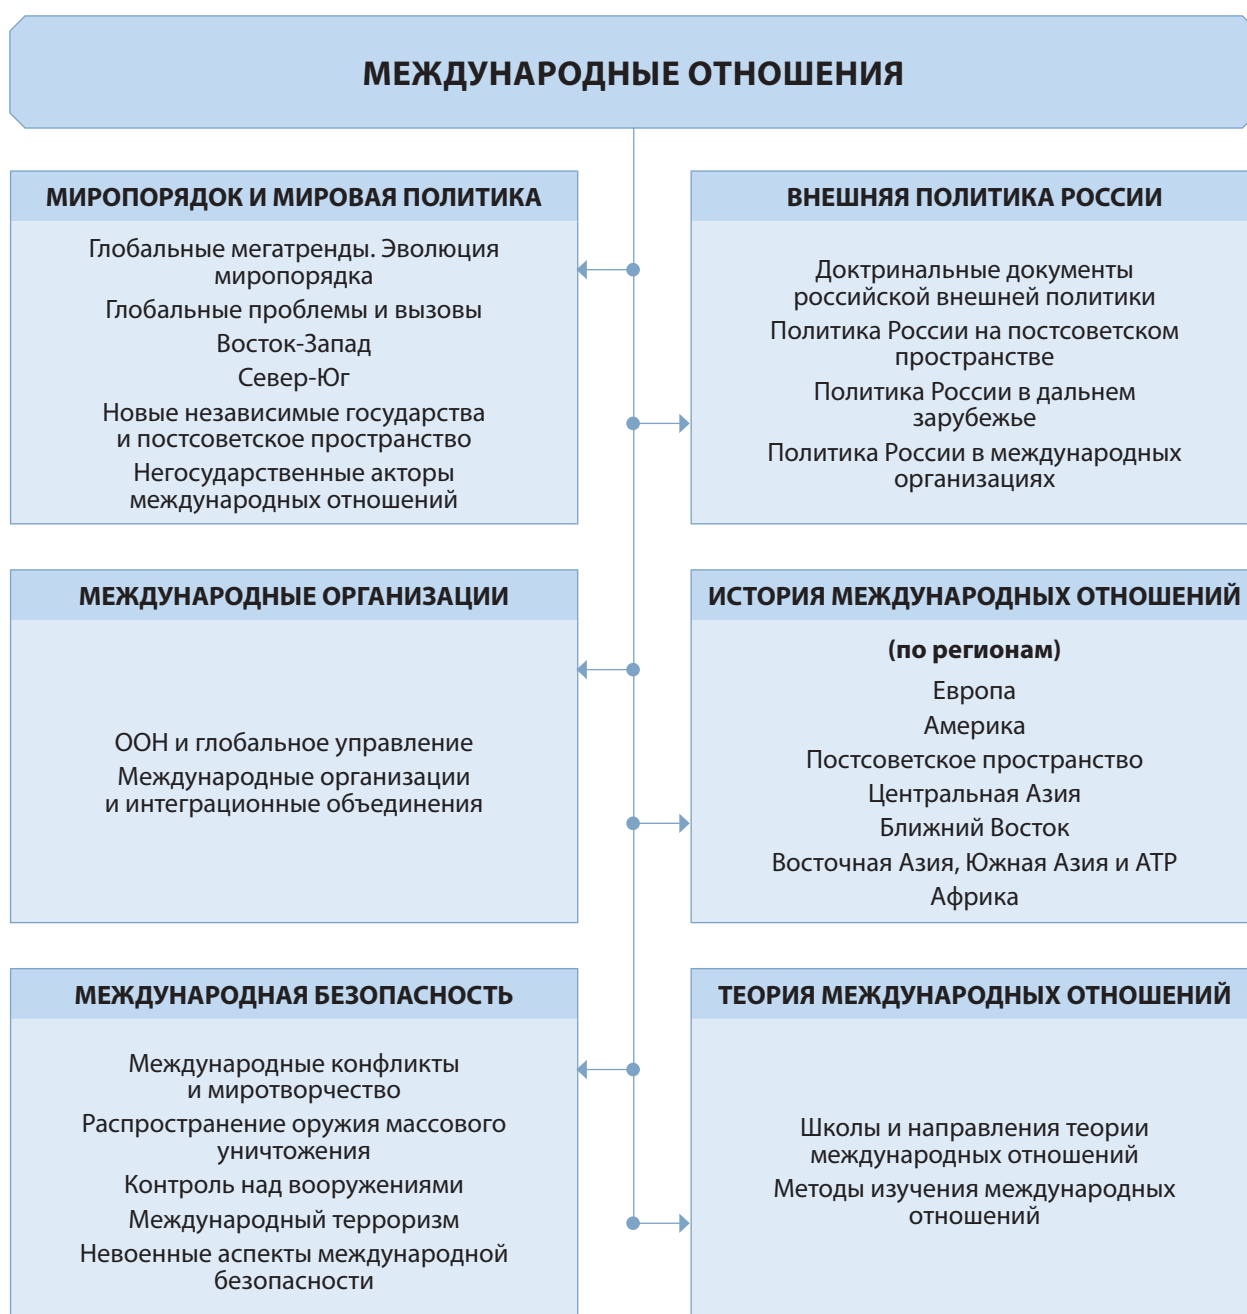 МЕЖДУНАРОДНЫЕ ОТНОШЕНИЯ
МИРОПОРЯДОК И МИРОВАЯ ПОЛИТИКА
Глобальные мегатренды. Эволюция
миропорядка
Глобальные проблемы и вызовы
Восток-Запад
Север-Юг
Новые независимые государства
и постсоветское пространство
Негосударственные акторы
международных отношений
ВНЕШНЯЯ ПОЛИТИКА РОССИИ
Доктринальные документы
российской внешней политики
Политика России на постсоветском
пространстве
Политика России в дальнем
зарубежье
Политика России в международных
организациях
МЕЖДУНАРОДНЫЕ ОРГАНИЗАЦИИ
ООН и глобальное управление
Международные организации
и интеграционные объединения
ИСТОРИЯ МЕЖДУНАРОДНЫХ ОТНОШЕНИЙ
(по регионам)
Европа
Америка
Постсоветское пространство
Центральная Азия
Ближний Восток
Восточная Азия, Южная Азия и АТР
Африка
МЕЖДУНАРОДНАЯ БЕЗОПАСНОСТЬ
Международные конфликты
и миротворчество
Распространение оружия массового
уничтожения
Контроль над вооружениями
Международный терроризм
Невоенные аспекты международной
безопасности
ТЕОРИЯ МЕЖДУНАРОДНЫХ ОТНОШЕНИЙ
Школы и направления теории
международных отношений
Методы изучения международных
отношений